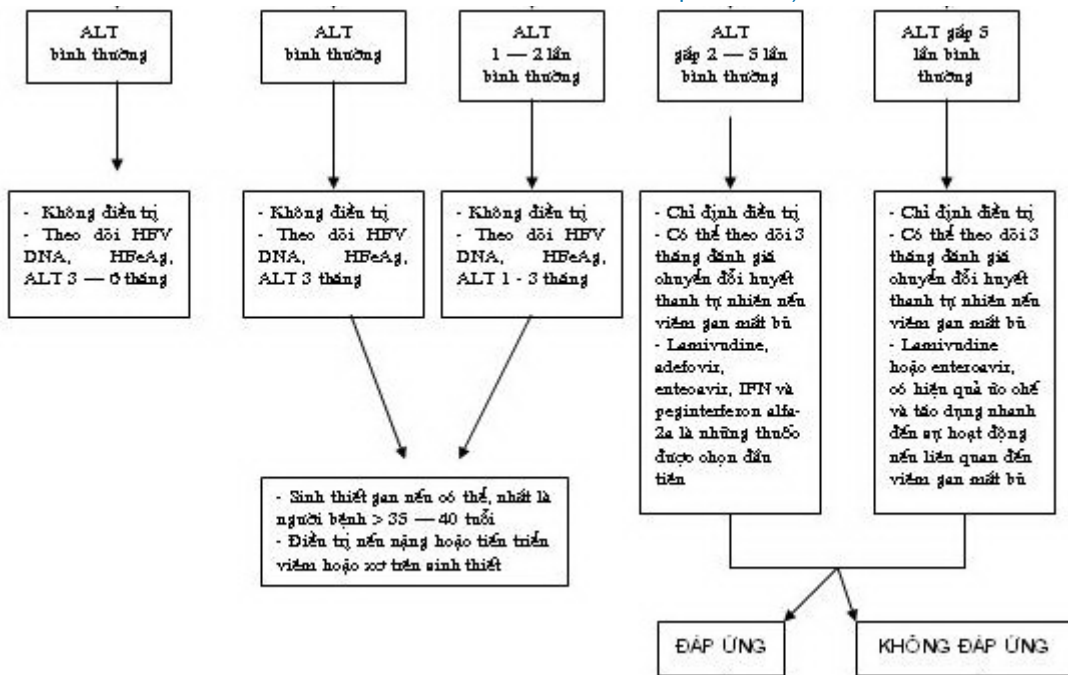 ALT
bình thường
ALT
bình thường
ALT
1 — 2 lần
bình thường
ALT
gấp 2 — 5 lần
bình thường
ALT gấp 5
lần bình
thường
- Không điều trị
- Theo dõi HBV
DNA, HBeAg,
ALT 3 — 6 tháng
- Không điều trị
- Theo dõi HBV
DNA, HBeAg,
ALT 3 tháng
- Không điều trị
- Theo dõi HBV
DNA, HBeAg,
ALT 1 - 3 tháng
- Chỉ định điều trị
- Có thể theo dõi 3
tháng đánh giá
chuyển đổi huyết
thanh tự nhiên nếu
viêm gan mất bù
- Lamivudine,
adefovir,
entecavir, IFN và
peginterferon alfa-
2a là những thuốc
được chọn đầu
tiên
- Chỉ định điều trị
- Có thể theo dõi 3
tháng đánh giá
chuyển đổi huyết
thanh tự nhiên nếu
viêm gan mất bù
- Lamivudine
hoặc enteroavir,
có hiệu quả ức chế
và tác dụng nhanh
đến sự hoạt động
nếu liên quan đến
viêm gan mất bù
- Sinh thiết gan nếu có thể, nhất là
người bệnh > 35 — 40 tuổi
- Điều trị nếu nặng hoặc tiến triển
viêm hoặc xơ trên sinh thiết
ĐÁP ỨNG
KHÔNG ĐÁP ỨNG